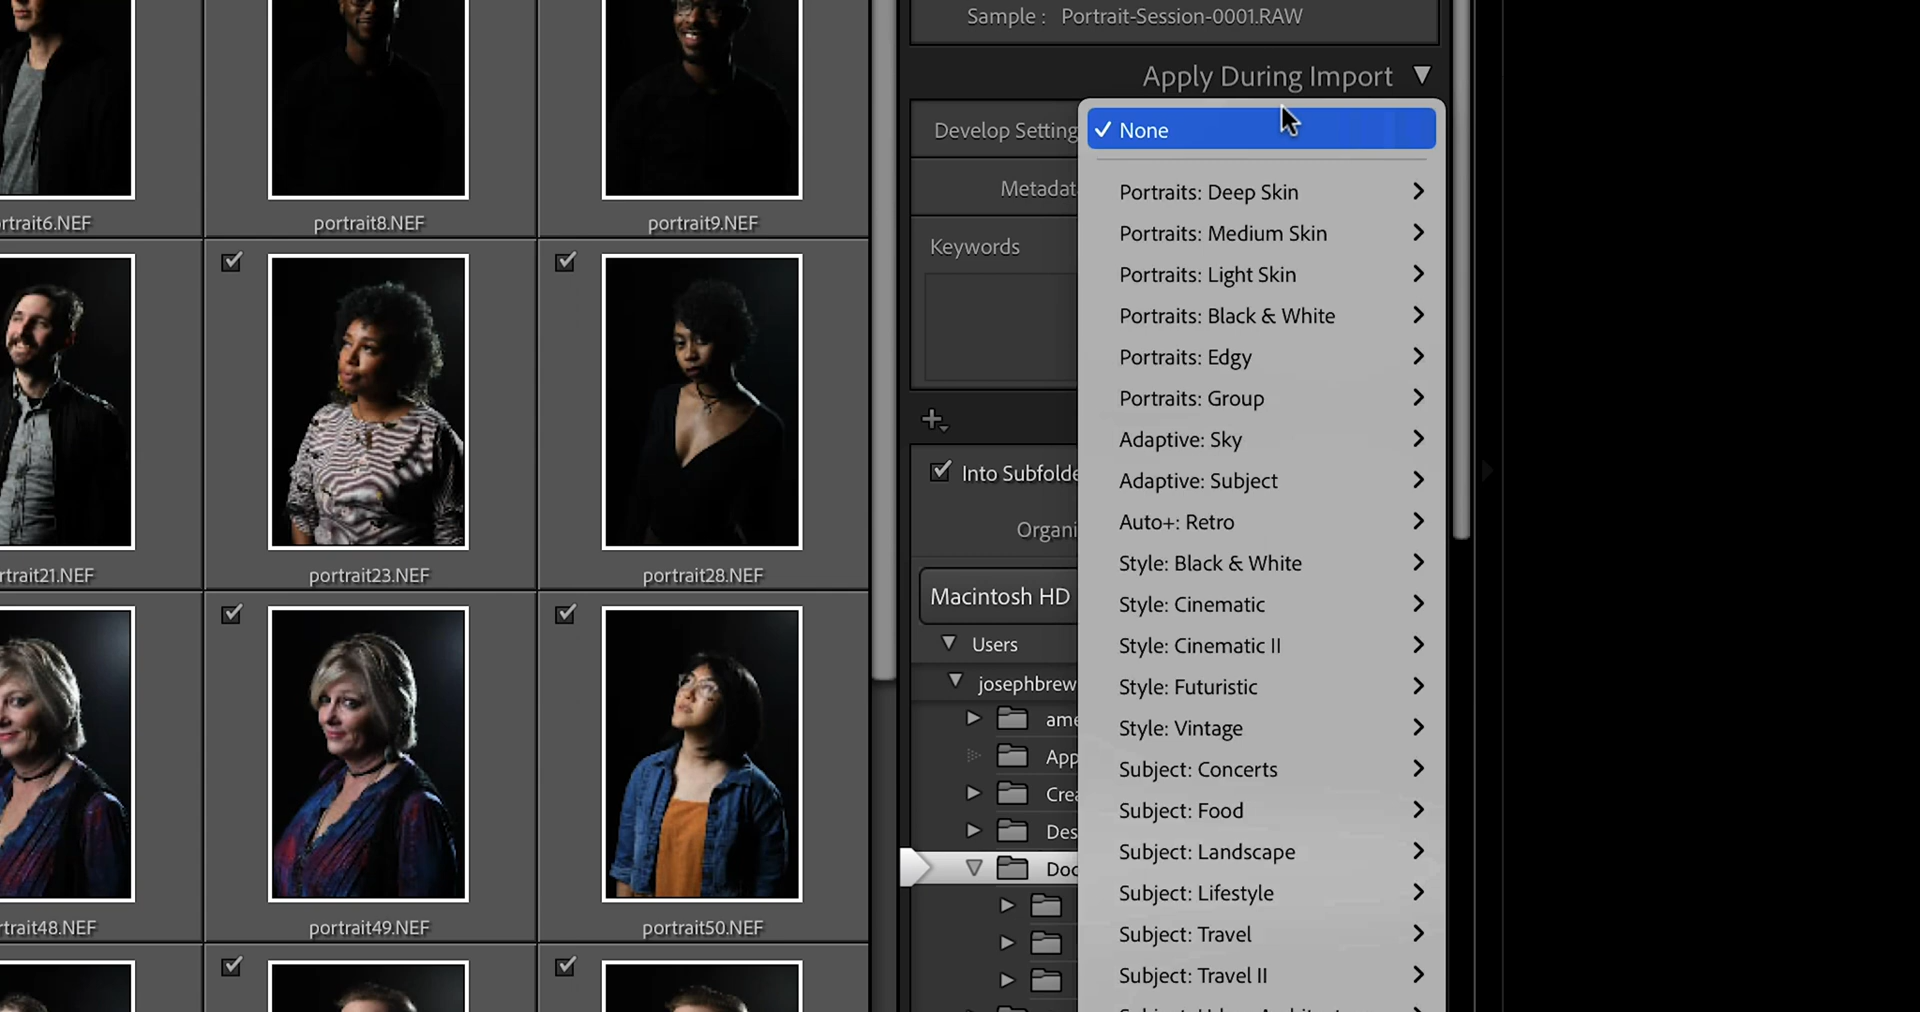 Sample : Portrait-Session-0001.RAW
Apply During Import
Develop Setting
None
Metadat
Keywords
Portraits: Deep Skin
Portraits: Medium Skin
Portraits: Light Skin
Portraits: Black & White
Portraits: Edgy
Portraits: Group
Adaptive: Sky
Adaptive: Subject
Auto+: Retro
Style: Black & White
Style: Cinematic
Style: Cinematic II
Style: Futuristic
Style: Vintage
Subject: Concerts
Subject: Food
Subject: Landscape
Subject: Lifestyle
Subject: Travel
Subject: Travel II
Into Subfolde
Organi
Macintosh HD
Users
josephbrew
ame
App
Crea
Des
Doc
rtrait6.NEF
portrait8.NEF
portrait9.NEF
rtrait21.NEF
portrait23.NEF
portrait28.NEF
rtrait48.NEF
portrait49.NEF
portrait50.NEF